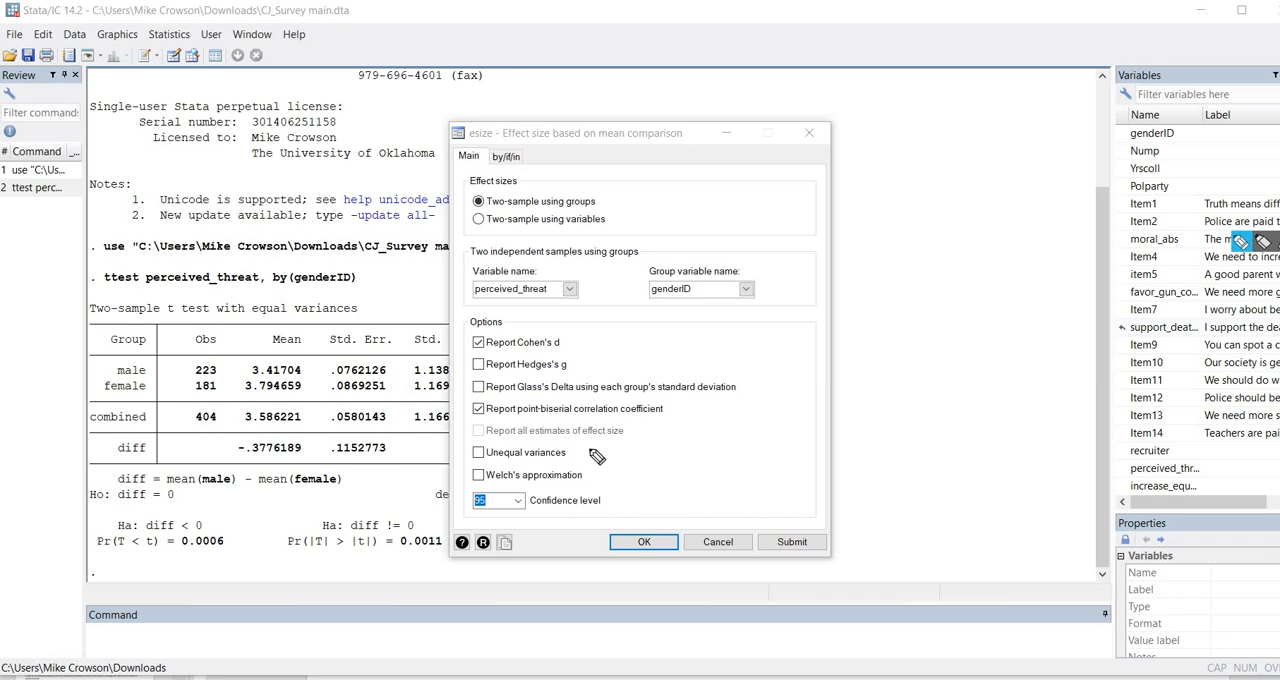 Stata/IC 14.2 - C:\Users\Mike Crowson\Downloads\CJ_Survey main.dta
File Edit Data Graphics Statistics User Window Help
Review
Filter commands
# Command _...
1 use "C:\Us...
2 ttest perc...
979-696-4601 (fax)
Single-user Stata perpetual license:
Serial number: 301406251158
Licensed to: Mike Crowson
The University of Oklahoma
Notes:
1. Unicode is supported; see help unicode_ad
2. New update available; type -update all-
. use "C:\Users\Mike Crowson\Downloads\CJ_Survey ma
. ttest perceived_threat, by(genderID)
Two-sample t test with equal variances
Group Obs Mean Std. Err. Std.
male 223 3.41704 .0762126 1.138
female 181 3.794659 .0869251 1.169
combined 404 3.586221 .0580143 1.166
diff -.3776189 .1152773
diff = mean(male) - mean(female)
Ho: diff = 0 de
Ha: diff < 0 Ha: diff != 0
Pr(T < t) = 0.0006 Pr(|T| > |t|) = 0.0011
.
esize - Effect size based on mean comparison
Main by/if/in
Effect sizes
Two-sample using groups
Two-sample using variables
Two independent samples using groups
Variable name: Group variable name:
perceived_threat genderID
Options
Report Cohen's d
Report Hedges's g
Report Glass's Delta using each group's standard deviation
Report point-biserial correlation coefficient
Report all estimates of effect size
Unequal variances
Welch's approximation
95 Confidence level
OK Cancel Submit
Command
C:\Users\Mike Crowson\Downloads
Variables
Filter variables here
Name Label
genderID
Nump
Yrscoll
Polparty
Item1 Truth means diff
Item2 Police are paid t
moral_abs The m
Item4 We need to incre
item5 A good parent v
favor_gun_co... We need more g
Item7 I worry about be
support_deat... I support the dea
Item9 You can spot a c
Item10 Our society is ge
Item11 We should do w
Item12 Police should be
Item13 We need more s
Item14 Teachers are pai
recruiter
perceived_thr...
increase_equ...
Properties
Variables
Name
Label
Type
Format
Value label
CAP NUM OV